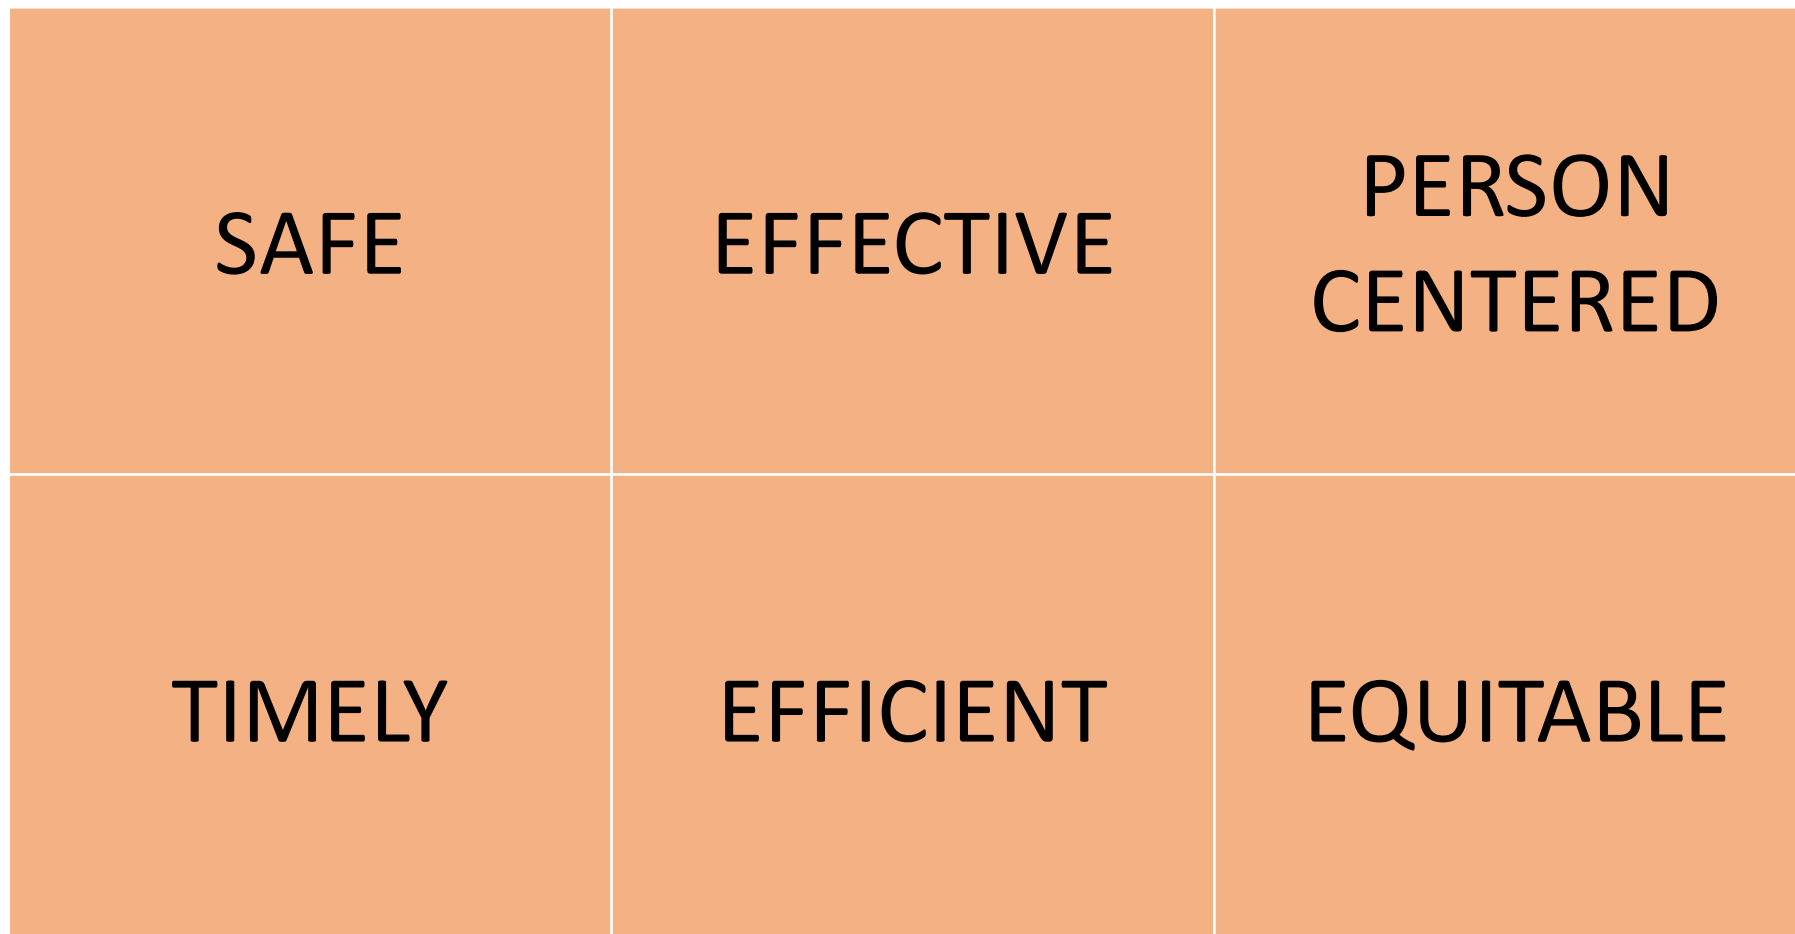 SAFE
EFFECTIVE
PERSON
CENTERED
TIMELY
EFFICIENT
EQUITABLE